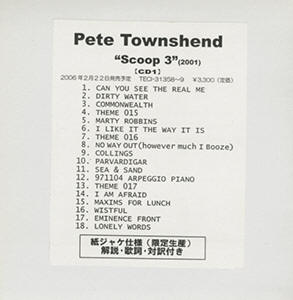 Pete Townshend
“Scoop 3”(2001)
【CD1】
2006年2月22日発売予定 TECI-31358~9 ¥3,300(定価)
1. CAN YOU SEE THE REAL ME
2. DIRTY WATER
3. COMMONWEALTH
4. THEME 015
5. MARTY ROBBINS
6. I LIKE IT THE WAY IT IS
7. THEME 016
8. NO WAY OUT(however much I Booze)
9. COLLINGS
10. PARVARDIGAR
11. SEA & SAND
12. 971104 ARPEGGIO PIANO
13. THEME 017
14. I AM AFRAID
15. MAXIMS FOR LUNCH
16. WISTFUL
17. EMINENCE FRONT
18. LONELY WORDS
紙ジャケ仕様(限定生産)
解説・歌詞・対訳付き